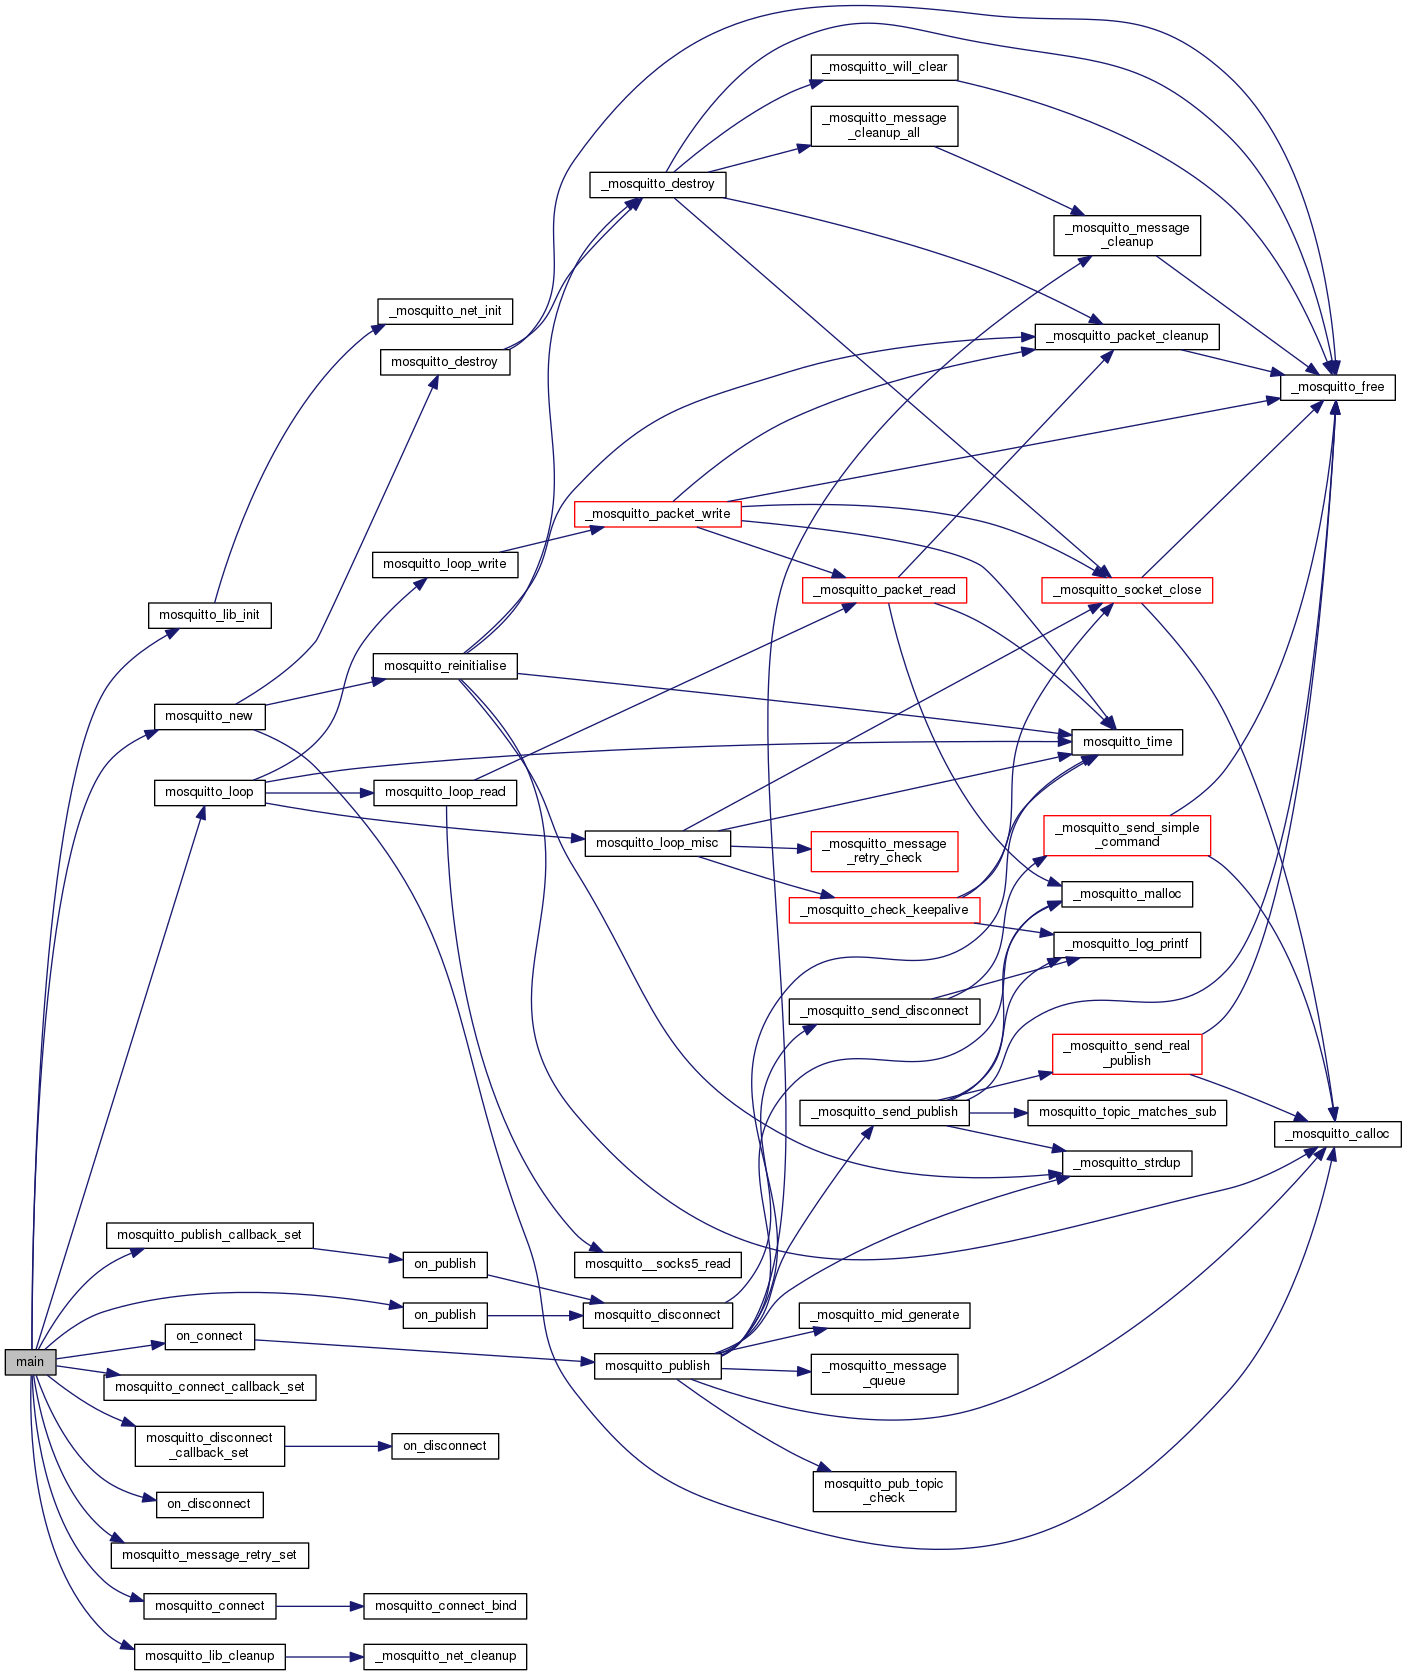 _mosquitto_will_clear
_mosquitto_message
_cleanup_all
_mosquitto_destroy
_mosquitto_message
_cleanup
_mosquitto_net_init
_mosquitto_packet_cleanup
mosquitto_destroy
_mosquitto_free
_mosquitto_packet_write
mosquitto_loop_write
_mosquitto_packet_read
_mosquitto_socket_close
mosquitto_lib_init
mosquitto_reinitialise
mosquitto_new
mosquitto_time
mosquitto_loop
mosquitto_loop_read
_mosquitto_send_simple
_command
mosquitto_loop_misc
_mosquitto_message
_retry_check
_mosquitto_malloc
_mosquitto_check_keepalive
_mosquitto_log_printf
_mosquitto_send_disconnect
_mosquitto_send_real
_publish
_mosquitto_send_publish
mosquitto_topic_matches_sub
_mosquitto_calloc
_mosquitto_strdup
mosquitto_publish_callback_set
on_publish
mosquitto__socks5_read
on_publish
mosquitto_disconnect
_mosquitto_mid_generate
on_connect
main
mosquitto_publish
_mosquitto_message
_queue
mosquitto_connect_callback_set
mosquitto_disconnect
_callback_set
on_disconnect
mosquitto_pub_topic
_check
on_disconnect
mosquitto_message_retry_set
mosquitto_connect
mosquitto_connect_bind
mosquitto_lib_cleanup
_mosquitto_net_cleanup